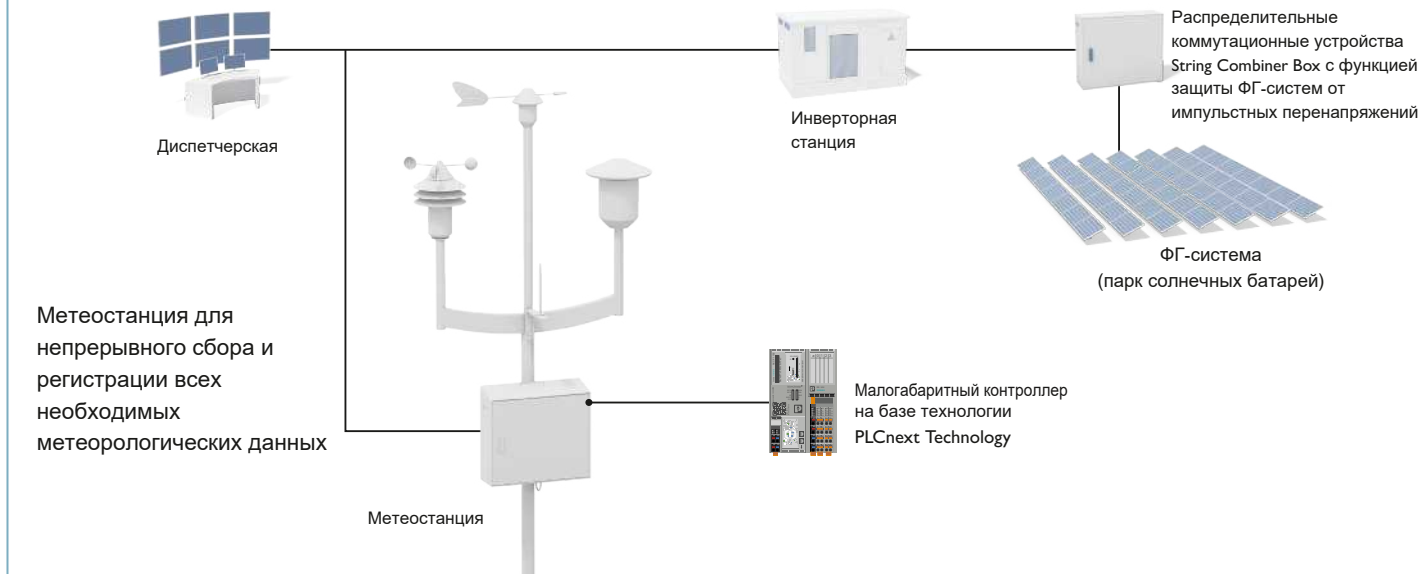 Распределительные
коммутационные устройства
String Combiner Box с функцией
защиты ФГ-систем от
импульстных перенапряжений
Диспетчерская
Инверторная
станция
ФГ-система
(парк солнечных батарей)
Метеостанция для
непрерывного сбора и
регистрации всех
необходимых
метеорологических данных
Малогабаритный контроллер
на базе технологии
PLCnext Technology
Метеостанция